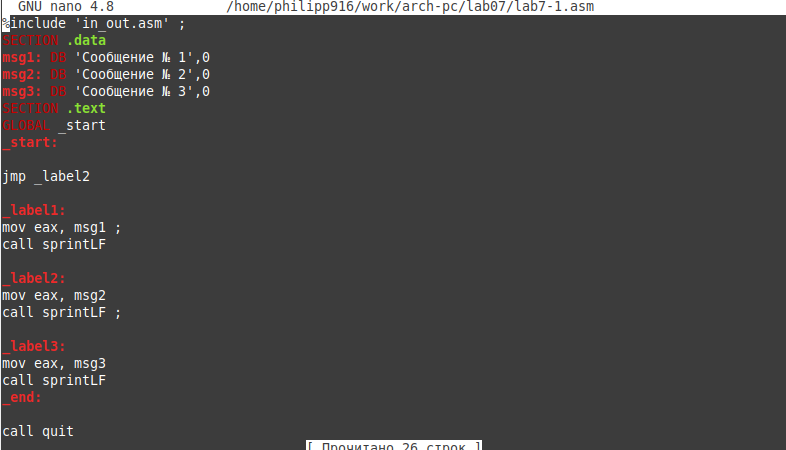 GNU nano 4.8 /home/philipp916/work/arch-pc/lab07/lab7-1.asm
%include 'in_out.asm' ;
SECTION .data
msg1: DB 'Сообщение № 1',0
msg2: DB 'Сообщение № 2',0
msg3: DB 'Сообщение № 3',0
SECTION .text
GLOBAL _start
_start:
jmp _label2
_label1:
mov eax, msg1 ;
call sprintLF
_label2:
mov eax, msg2
call sprintLF ;
_label3:
mov eax, msg3
call sprintLF
_end:
call quit
[ Прочитано 26 строк ]